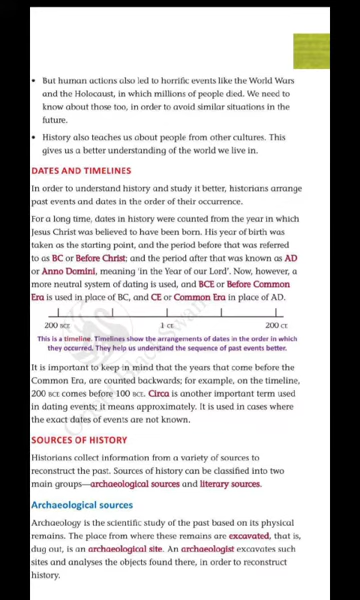 • But human actions also led to horrific events like the World Wars
and the Holocaust, in which millions of people died. We need to
know about those too, in order to avoid similar situations in the
future.
• History also teaches us about people from other cultures. This
gives us a better understanding of the world we live in.
DATES AND TIMELINES
In order to understand history and study it better, historians arrange
past events and dates in the order of their occurrence.
For a long time, dates in history were counted from the year in which
Jesus Christ was believed to have been born. His year of birth was
taken as the starting point, and the period before that was referred
to as BC or Before Christ; and the period after that was known as AD
or Anno Domini, meaning 'in the Year of our Lord'. Now, however, a
more neutral system of dating is used, and BCE or Before Common
Era is used in place of BC, and CE or Common Era in place of AD.
200 BCE 1 CE 200 CE
This is a timeline. Timelines show the arrangements of dates in the order in which
they occurred. They help us understand the sequence of past events better.
It is important to keep in mind that the years that come before the
Common Era, are counted backwards; for example, on the timeline,
200 BCE comes before 100 BCE. Circa is another important term used
in dating events; it means approximately. It is used in cases where
the exact dates of events are not known.
SOURCES OF HISTORY
Historians collect information from a variety of sources to
reconstruct the past. Sources of history can be classified into two
main groups—archaeological sources and literary sources.
Archaeological sources
Archaeology is the scientific study of the past based on its physical
remains. The place from where these remains are excavated, that is,
dug out, is an archaeological site. An archaeologist excavates such
sites and analyses the objects found there, in order to reconstruct
history.